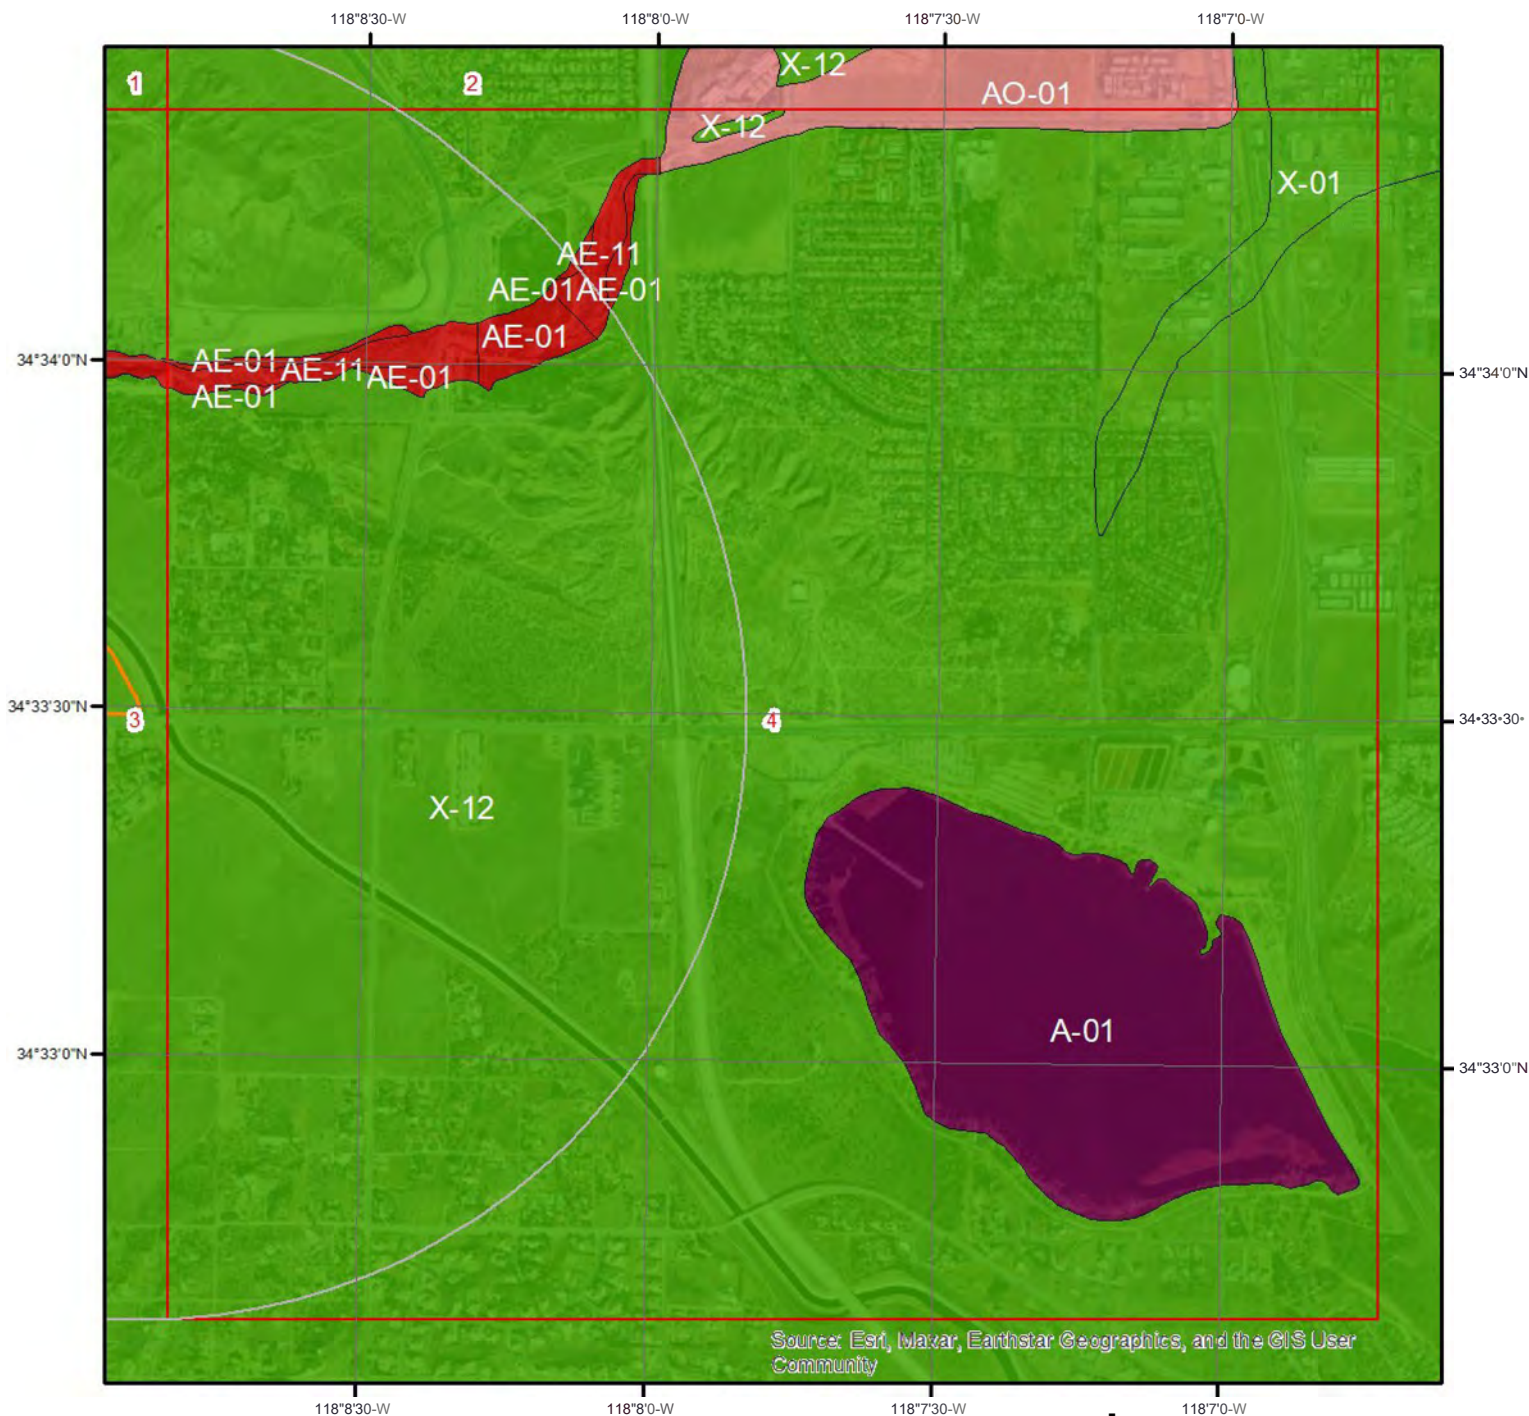 118"8'30-W 118"8'0-W 118"7'30-W 118"7'0-W
1 2 X-12
AO-01
X-12
X-01
AE-11
AE-01AE-01
AE-01
34°34'0"N AE-01 AE-11 AE-01 34"34'0"N
AE-01
34°33'30"N 3 4 34•33•30•
X-12
A-01
34°33'0"N 34"33'0"N
Source: Esri, Maxar, Earthstar Geographics, and the GIS User
Community
118"8'30-W 118"8'0-W 118"7'30-W 118"7'0-W